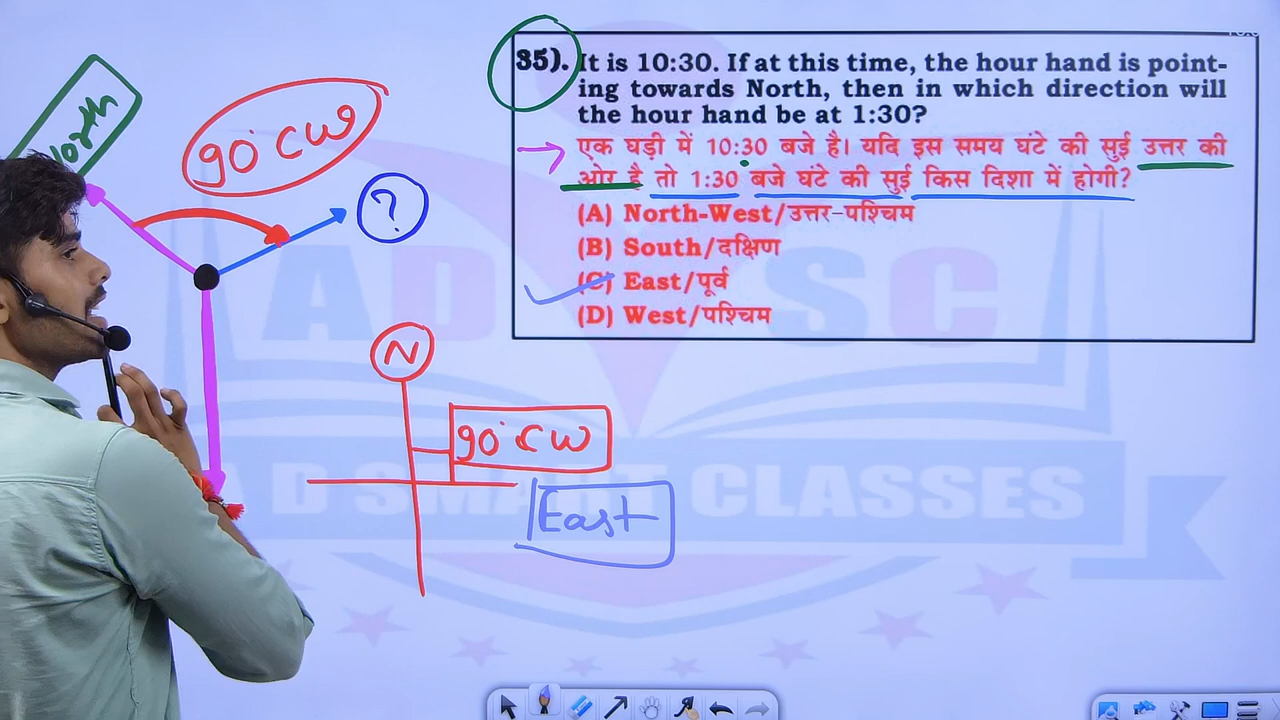 35). It is 10:30. If at this time, the hour hand is point-
ing towards North, then in which direction will
the hour hand be at 1:30?
एक घड़ी में 10:30 बजे है। यदि इस समय घंटे की सुई उत्तर की
ओर है तो 1:30 बजे घंटे की सुई किस दिशा में होगी?
(A) North-West/उत्तर-पश्चिम
(B) South/दक्षिण
(C) East/पूर्व
(D) West/पश्चिम
90° CW
?
N
90° CW
East
A D SMART CLASSES